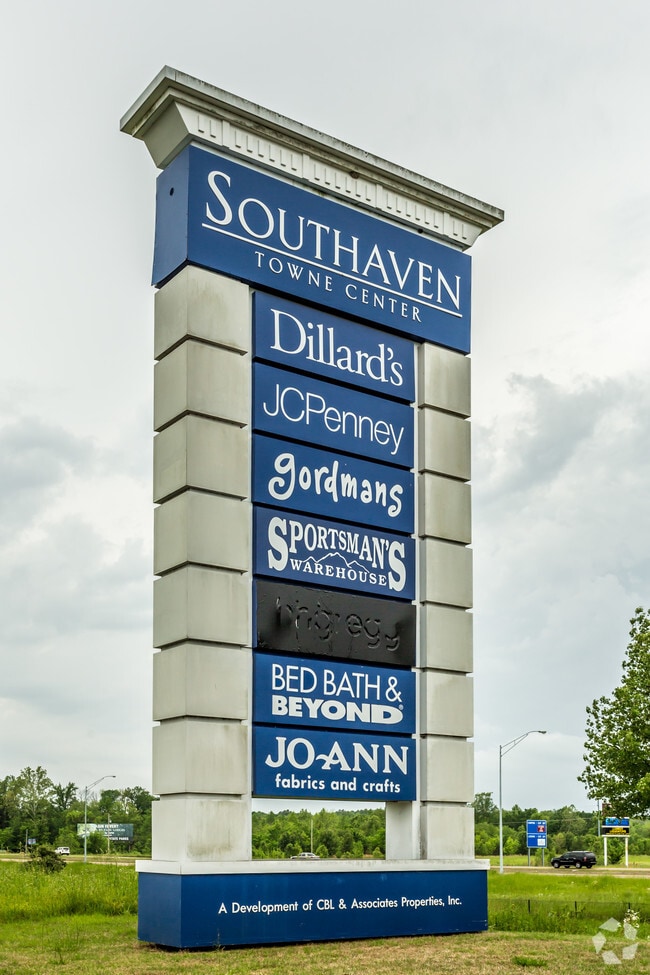 SOUTHAVEN
TOWNE CENTER
Dillard's
JCPenney
gordmans
SPORTSMAN'S
WAREHOUSE
hhgregg
BED BATH &
BEYOND®
JO-ANN
fabrics and crafts
A Development of CBL & Associates Properties, Inc.